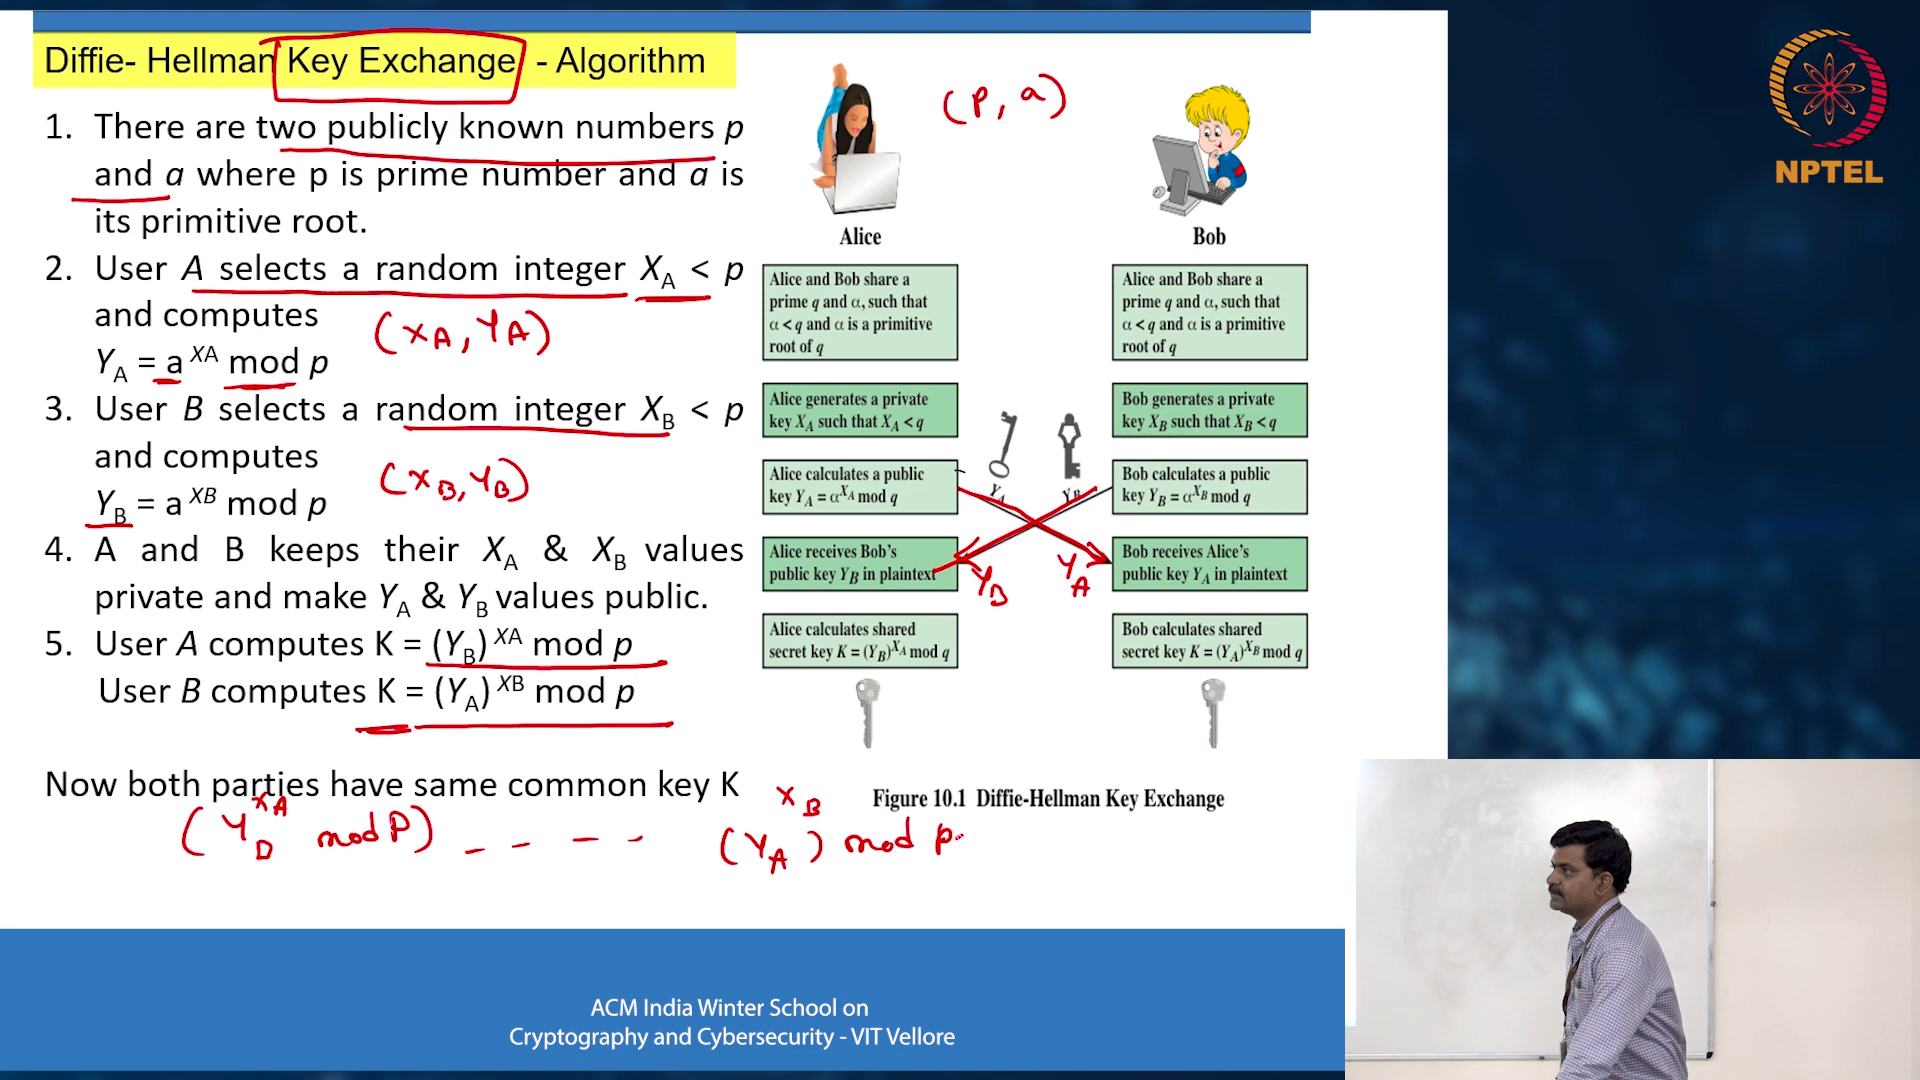 Diffie- Hellman Key Exchange - Algorithm
1. There are two publicly known numbers p
and a where p is prime number and a is
its primitive root.
2. User A selects a random integer XA < p
and computes
YA = a XA mod p
(XA, YA)
3. User B selects a random integer XB < p
and computes
YB = a XB mod p
(XB, YB)
4. A and B keeps their XA & XB values
private and make YA & YB values public.
5. User A computes K = (YB) XA mod p
User B computes K = (YA) XB mod p
Now both parties have same common key K
(YB XA mod P) - - - -
(YA) XB mod p.
(P, a)
Alice
Alice and Bob share a
prime q and α, such that
α < q and α is a primitive
root of q
Alice generates a private
key XA such that XA < q
Alice calculates a public
key YA = α^XA mod q
Alice receives Bob's
public key YB in plaintext
Alice calculates shared
secret key K = (YB)^XA mod q
YA
YB
YB
YA
Bob
Alice and Bob share a
prime q and α, such that
α < q and α is a primitive
root of q
Bob generates a private
key XB such that XB < q
Bob calculates a public
key YB = α^XB mod q
Bob receives Alice's
public key YA in plaintext
Bob calculates shared
secret key K = (YA)^XB mod q
Figure 10.1 Diffie-Hellman Key Exchange
NPTEL
ACM India Winter School on
Cryptography and Cybersecurity - VIT Vellore